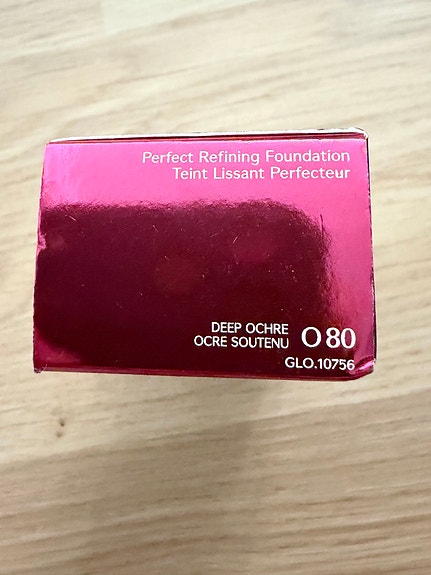 Perfect Refining Foundation
Teint Lissant Perfecteur
DEEP OCHRE
OCRE SOUTENU
O 80
GLO.10756